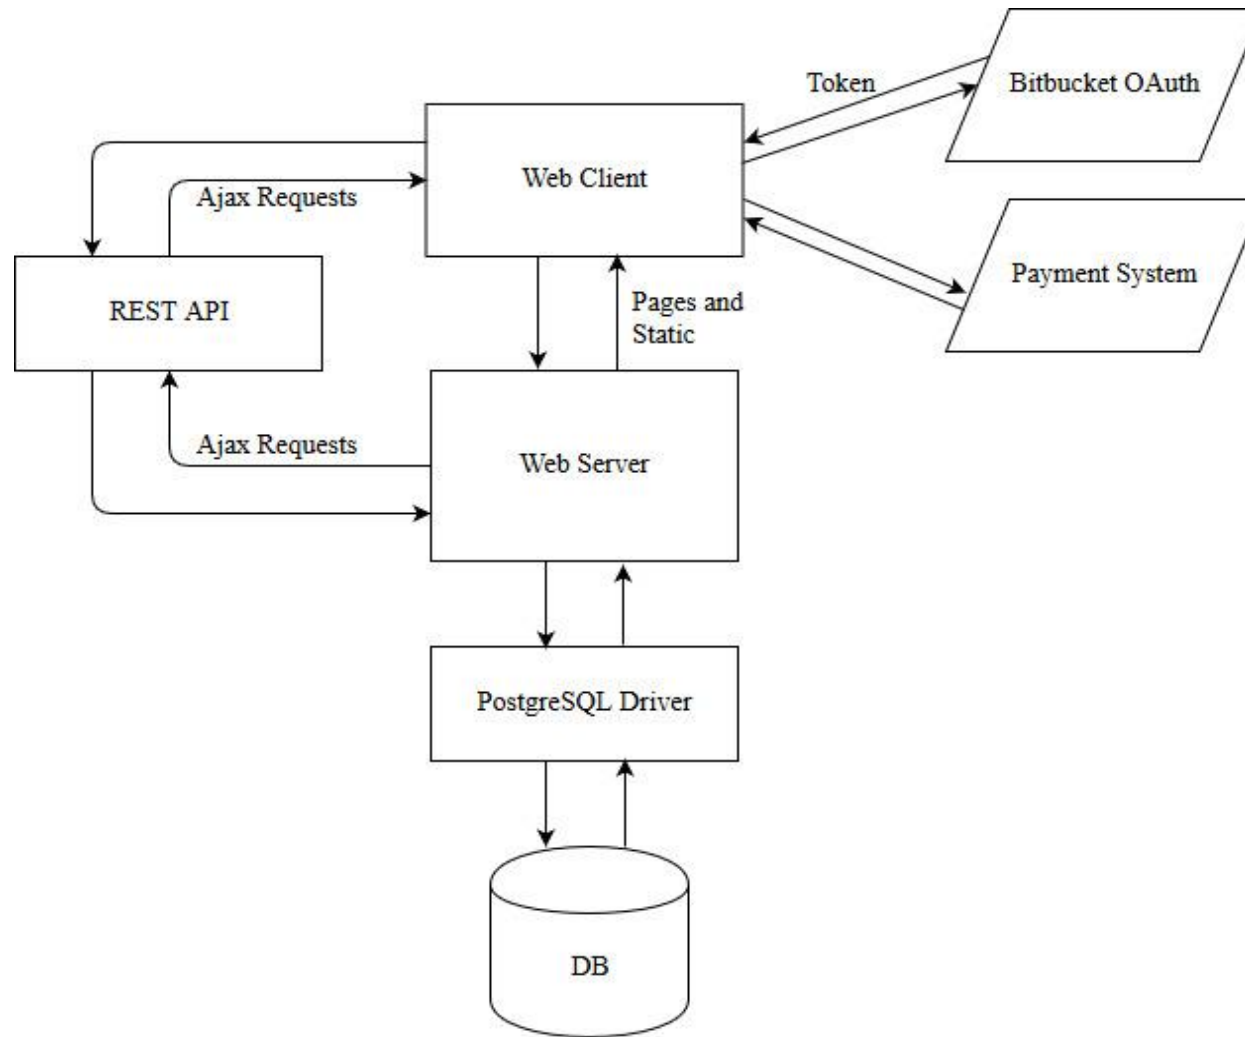 Token
Bitbucket OAuth
Web Client
Ajax Requests
Payment System
REST API
Pages and
Static
Ajax Requests
Web Server
PostgreSQL Driver
DB